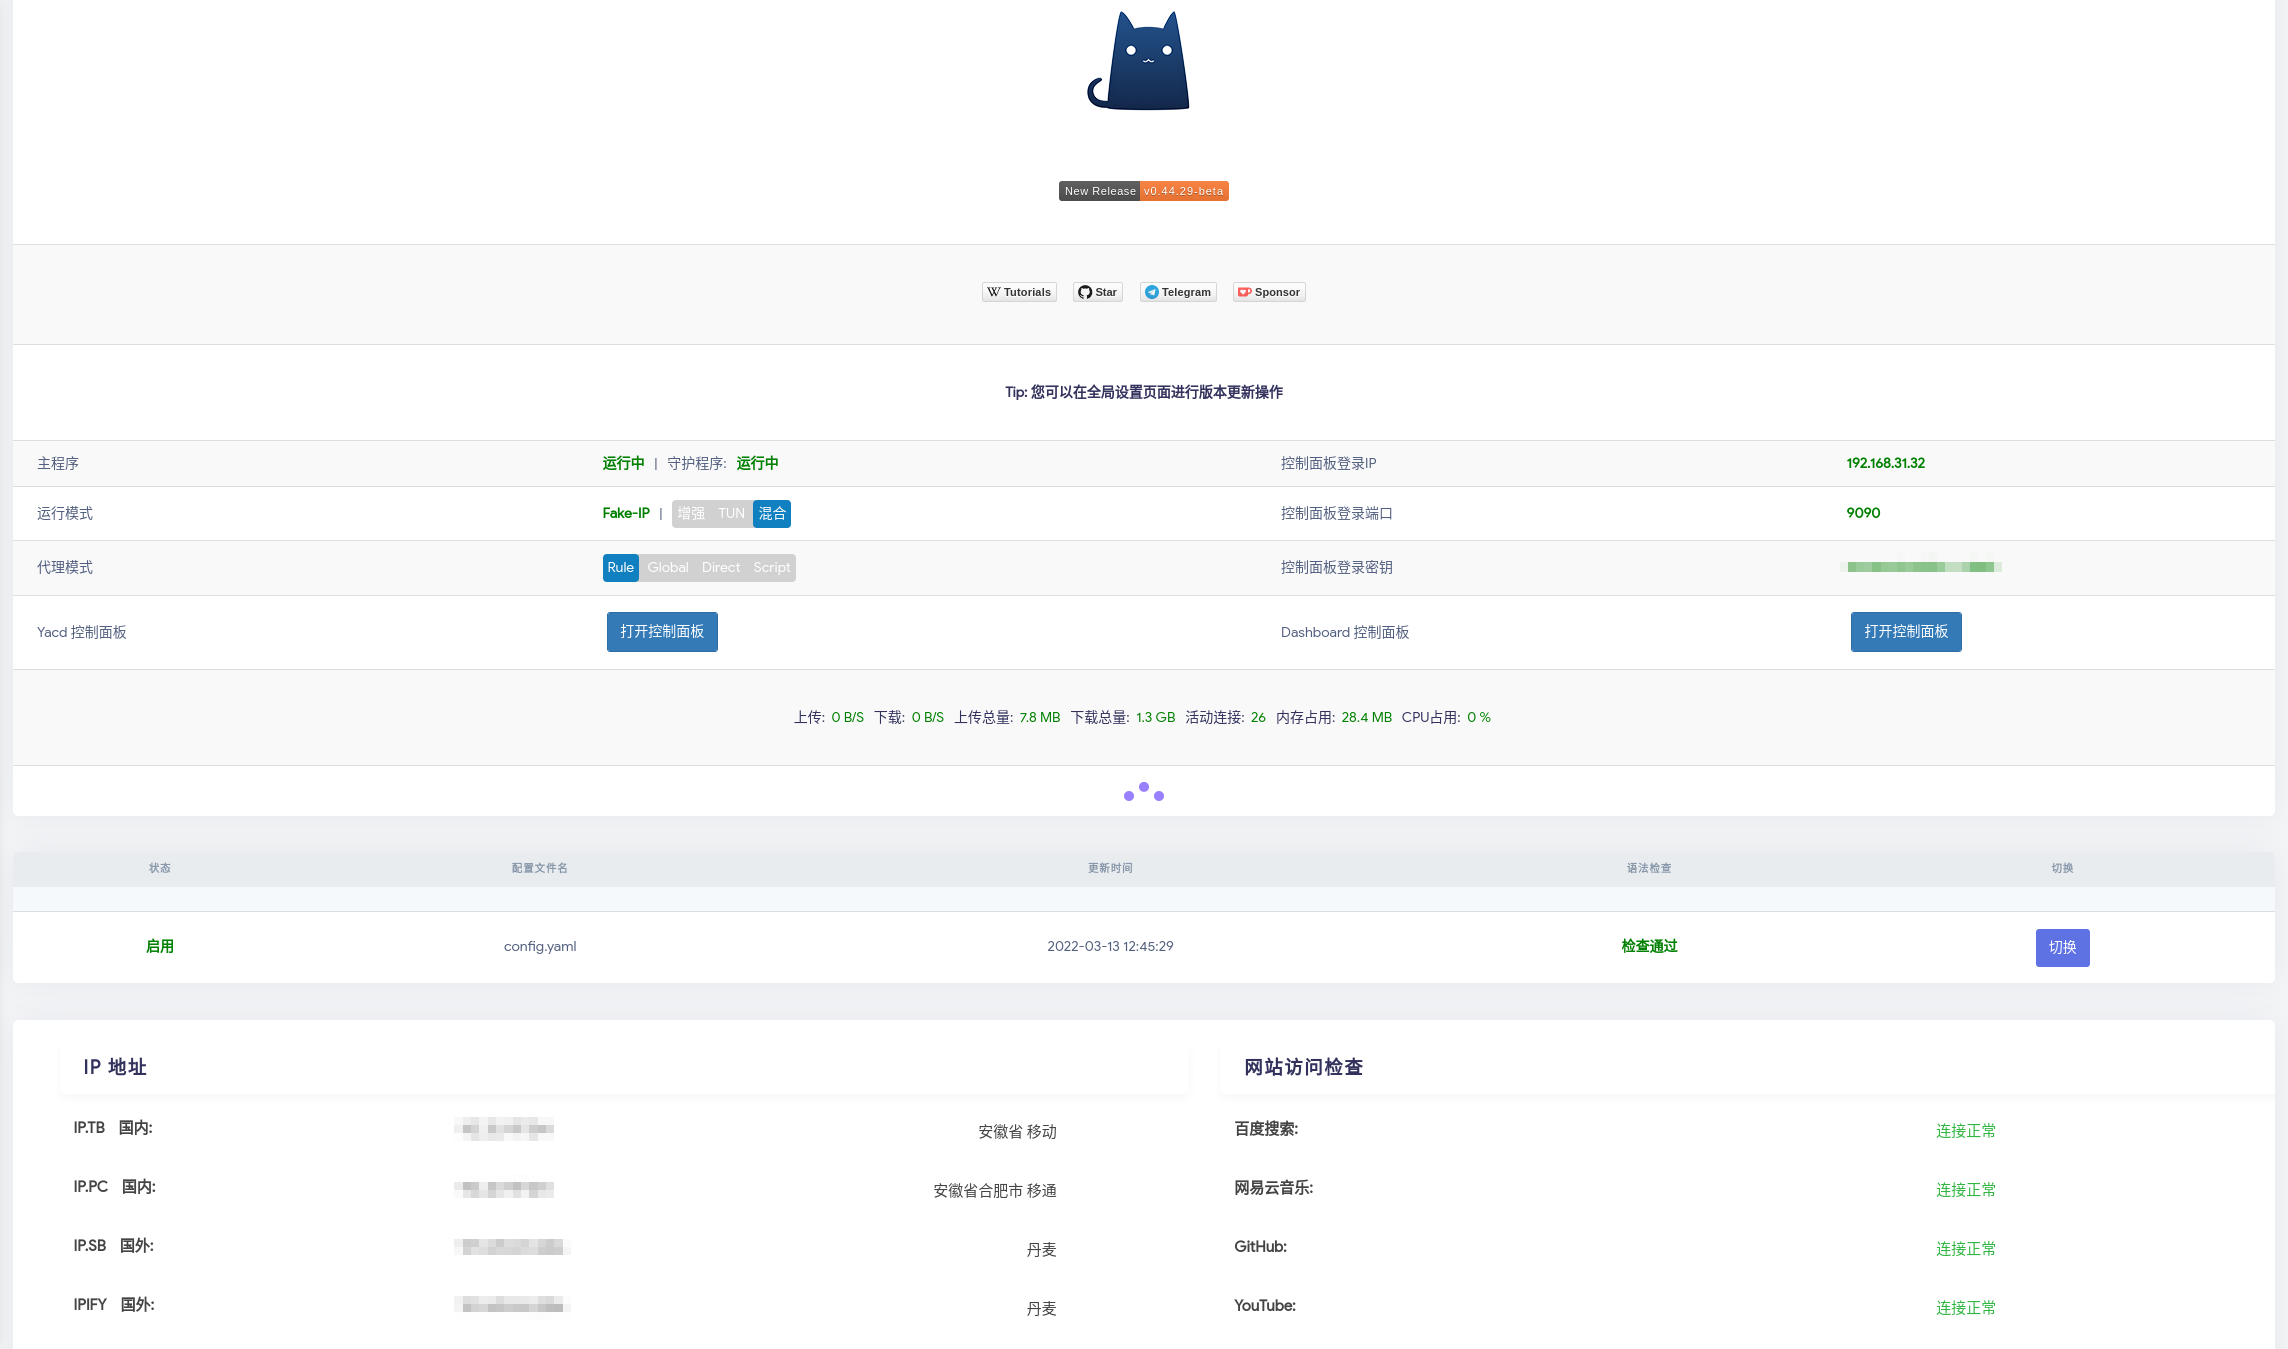 New Release v0.44.29-beta
Tutorials Star Telegram Sponsor
Tip: 您可以在全局设置页面进行版本更新操作
主程序 运行中 | 守护程序: 运行中 控制面板登录IP 192.168.31.32
运行模式 Fake-IP | 增强 TUN 混合 控制面板登录端口 9090
代理模式 Rule Global Direct Script 控制面板登录密钥
Yacd 控制面板 打开控制面板 Dashboard 控制面板 打开控制面板
上传: 0 B/S 下载: 0 B/S 上传总量: 7.8 MB 下载总量: 1.3 GB 活动连接: 26 内存占用: 28.4 MB CPU占用: 0 %
状态 配置文件名 更新时间 语法检查 切换
启用 config.yaml 2022-03-13 12:45:29 检查通过 切换
IP 地址 网站访问检查
IP.TB 国内: 安徽省 移动 百度搜索: 连接正常
IP.PC 国内: 安徽省合肥市 移通 网易云音乐: 连接正常
IP.SB 国外: 丹麦 GitHub: 连接正常
IPIFY 国外: 丹麦 YouTube: 连接正常